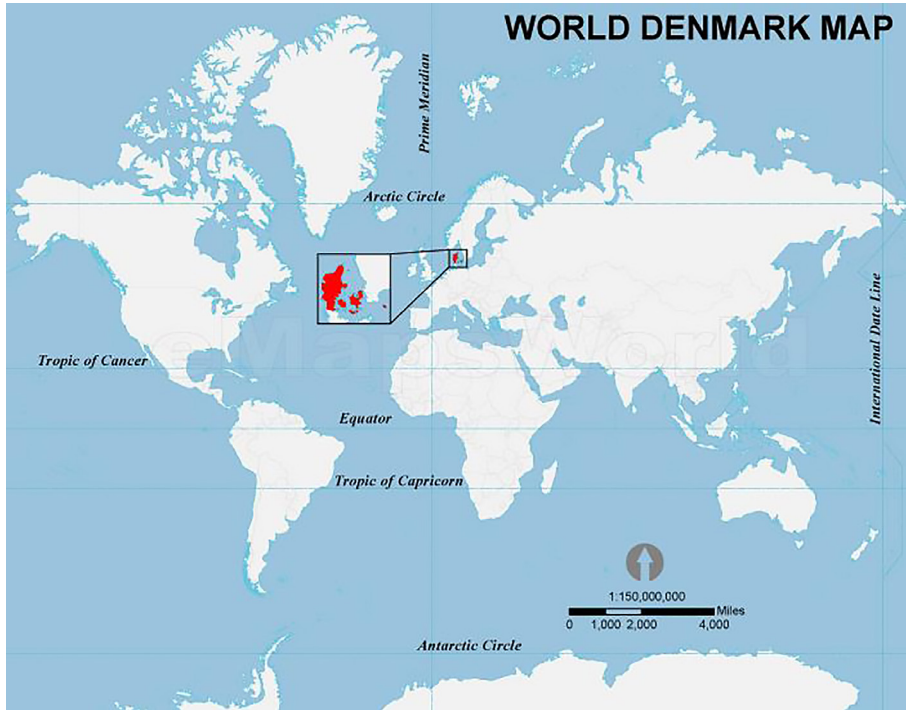 WORLD DENMARK MAP
Prime Meridian
Arctic Circle
International Date Line
eMapsWorld
Tropic of Cancer
Equator
Tropic of Capricorn
1:150,000,000
Miles
0 1,000 2,000 4,000
Antarctic Circle